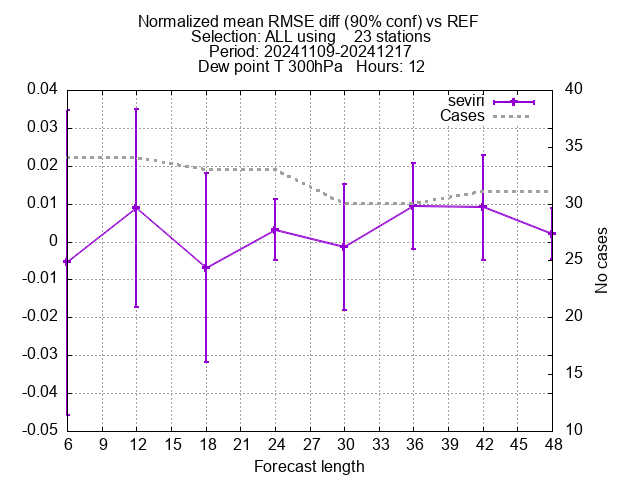 Normalized mean RMSE diff (90% conf) vs REF
Selection: ALL using    23 stations
Period: 20241109-20241217
Dew point T 300hPa   Hours: 12
seviri
Cases
0.04
0.03
0.02
0.01
0
-0.01
-0.02
-0.03
-0.04
-0.05
40
35
30
25
20
15
10
No cases
6 9 12 15 18 21 24 27 30 33 36 39 42 45 48
Forecast length